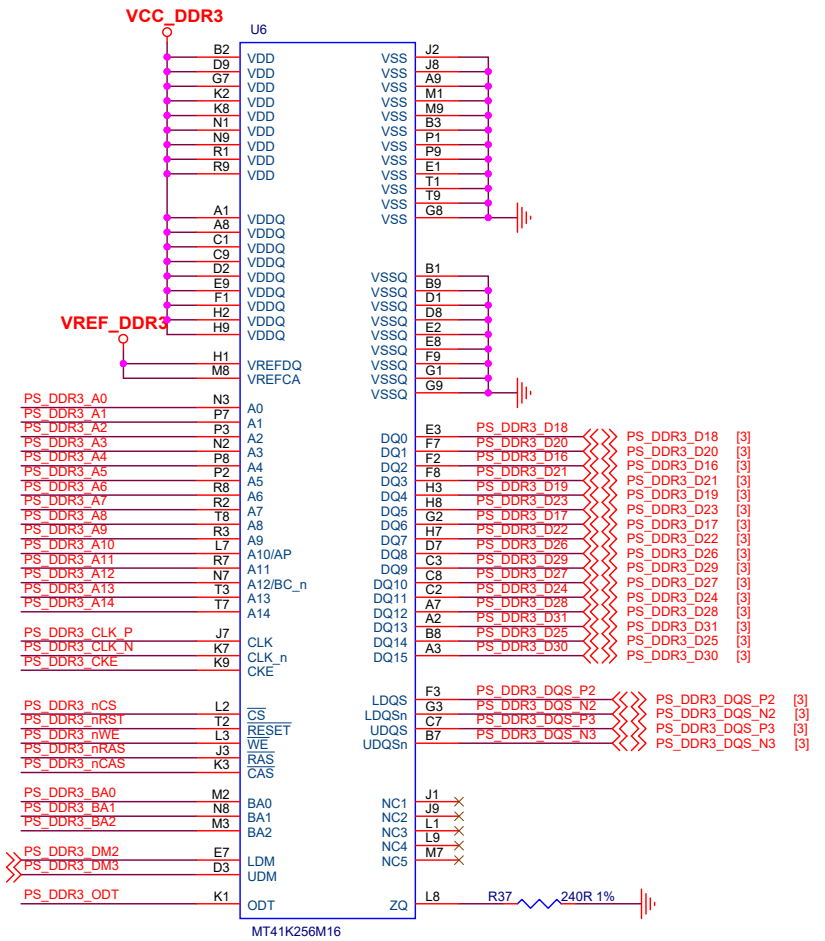 VCC_DDR3
U6
B2 VDD VSS J2
D9 VDD VSS J8
G7 VDD VSS A9
K2 VDD VSS M1
K8 VDD VSS M9
N1 VDD VSS B3
N9 VDD VSS P1
R1 VDD VSS P9
R9 VDD VSS E1
VSS T1
VSS T9
A1 VDDQ VSS G8
A8 VDDQ
C1 VDDQ
C9 VDDQ
D2 VDDQ VSSQ B1
E9 VDDQ VSSQ B9
F1 VDDQ VSSQ D1
H2 VDDQ VSSQ D8
H9 VDDQ VSSQ E2
VREF_DDR3
VSSQ E8
H1 VREFDQ VSSQ F9
M8 VREFCA VSSQ G1
VSSQ G9
PS_DDR3_A0 N3 A0
PS_DDR3_A1 P7 A1
PS_DDR3_A2 P3 A2 DQ0 E3 PS_DDR3_D18 PS_DDR3_D18 [3]
PS_DDR3_A3 N2 A3 DQ1 F7 PS_DDR3_D20 PS_DDR3_D20 [3]
PS_DDR3_A4 P8 A4 DQ2 F2 PS_DDR3_D16 PS_DDR3_D16 [3]
PS_DDR3_A5 P2 A5 DQ3 F8 PS_DDR3_D21 PS_DDR3_D21 [3]
PS_DDR3_A6 R8 A6 DQ4 H3 PS_DDR3_D19 PS_DDR3_D19 [3]
PS_DDR3_A7 R2 A7 DQ5 H8 PS_DDR3_D23 PS_DDR3_D23 [3]
PS_DDR3_A8 T8 A8 DQ6 G2 PS_DDR3_D17 PS_DDR3_D17 [3]
PS_DDR3_A9 R3 A9 DQ7 H7 PS_DDR3_D22 PS_DDR3_D22 [3]
PS_DDR3_A10 L7 A10/AP DQ8 D7 PS_DDR3_D26 PS_DDR3_D26 [3]
PS_DDR3_A11 R7 A11 DQ9 C3 PS_DDR3_D29 PS_DDR3_D29 [3]
PS_DDR3_A12 N7 A12/BC_n DQ10 C8 PS_DDR3_D27 PS_DDR3_D27 [3]
PS_DDR3_A13 T3 A13 DQ11 C2 PS_DDR3_D24 PS_DDR3_D24 [3]
PS_DDR3_A14 T7 A14 DQ12 A7 PS_DDR3_D28 PS_DDR3_D28 [3]
DQ13 A2 PS_DDR3_D31 PS_DDR3_D31 [3]
PS_DDR3_CLK_P J7 CLK DQ14 B8 PS_DDR3_D25 PS_DDR3_D25 [3]
PS_DDR3_CLK_N K7 CLK_n DQ15 A3 PS_DDR3_D30 PS_DDR3_D30 [3]
PS_DDR3_CKE K9 CKE
LDQS F3 PS_DDR3_DQS_P2 PS_DDR3_DQS_P2 [3]
PS_DDR3_nCS L2 CS LDQSn G3 PS_DDR3_DQS_N2 PS_DDR3_DQS_N2 [3]
PS_DDR3_nRST T2 RESET UDQS C7 PS_DDR3_DQS_P3 PS_DDR3_DQS_P3 [3]
PS_DDR3_nWE L3 WE UDQSn B7 PS_DDR3_DQS_N3 PS_DDR3_DQS_N3 [3]
PS_DDR3_nRAS J3 RAS
PS_DDR3_nCAS K3 CAS
PS_DDR3_BA0 M2 BA0 NC1 J1
PS_DDR3_BA1 N8 BA1 NC2 J9
PS_DDR3_BA2 M3 BA2 NC3 L1
NC4 L9
PS_DDR3_DM2 E7 LDM NC5 M7
PS_DDR3_DM3 D3 UDM
PS_DDR3_ODT K1 ODT ZQ L8 R37 240R 1%
MT41K256M16